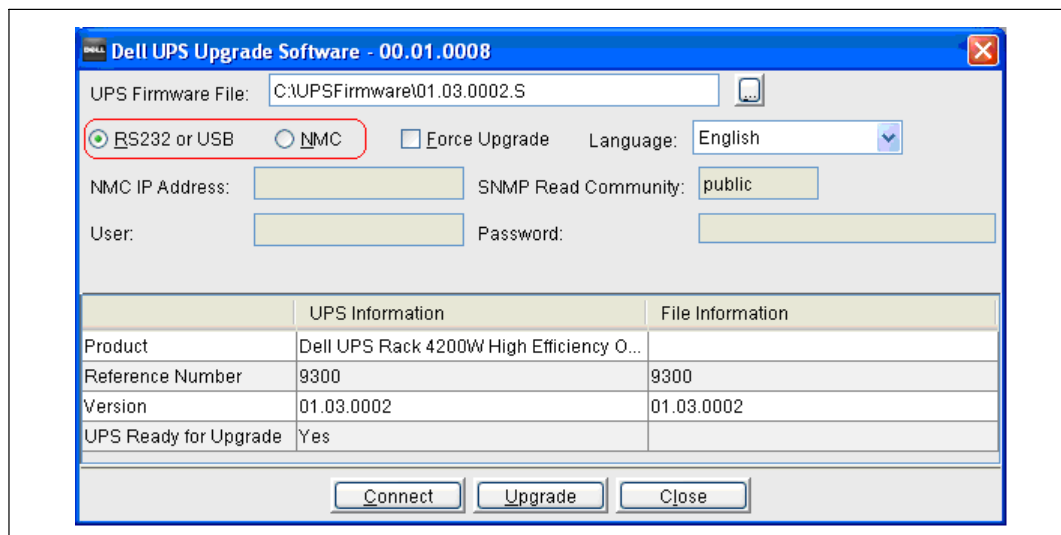 DELL Dell UPS Upgrade Software - 00.01.0008
UPS Firmware File: C:\UPSFirmware\01.03.0002.S ...
RS232 or USB NMC Force Upgrade Language: English
NMC IP Address: SNMP Read Community: public
User: Password:
UPS Information File Information
Product Dell UPS Rack 4200W High Efficiency O...
Reference Number 9300 9300
Version 01.03.0002 01.03.0002
UPS Ready for Upgrade Yes
Connect Upgrade Close